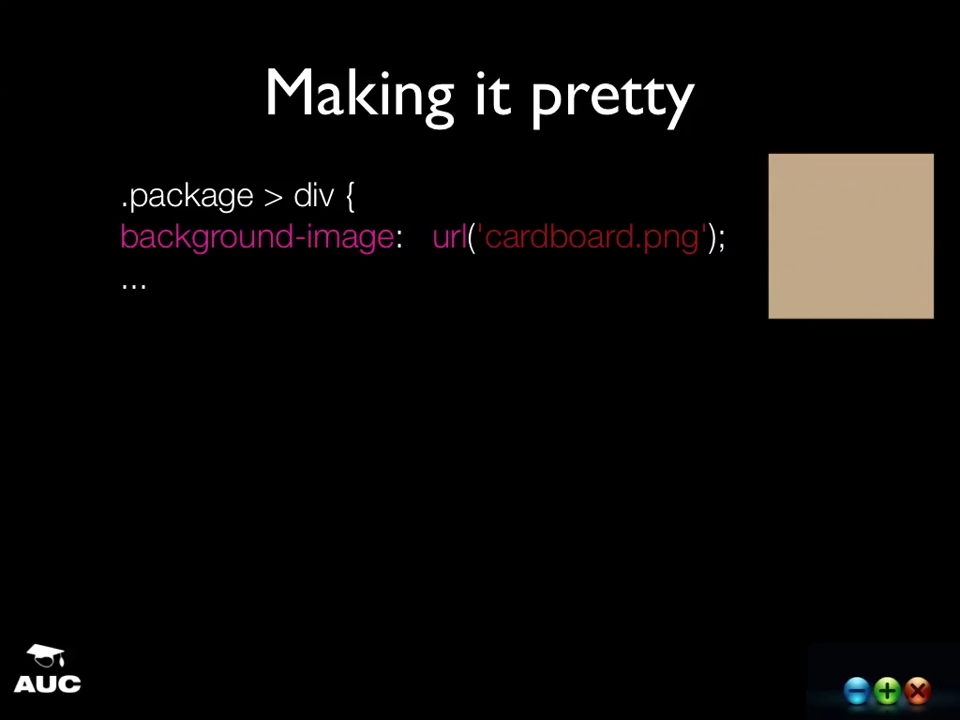 Making it pretty
.package > div {
background-image: url('cardboard.png');
...
AUC